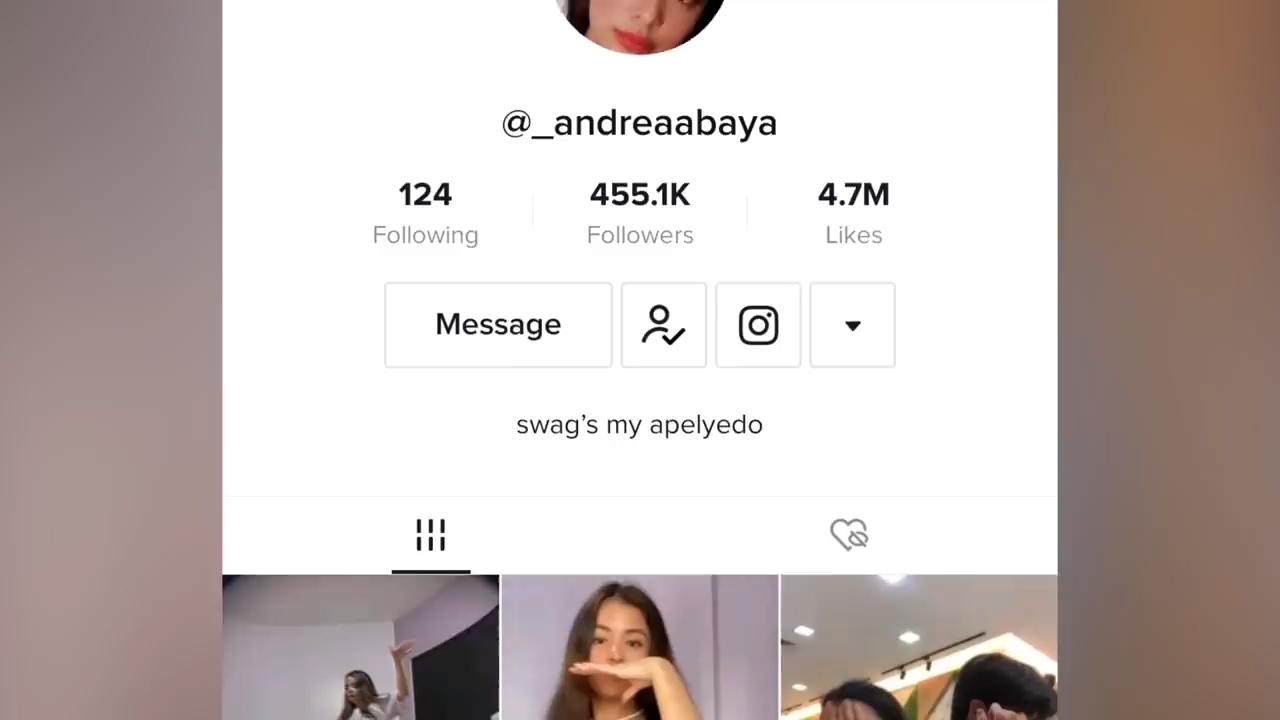 @_andreaabaya
124 455.1K 4.7M
Following Followers Likes
Message
swag’s my apelyedo